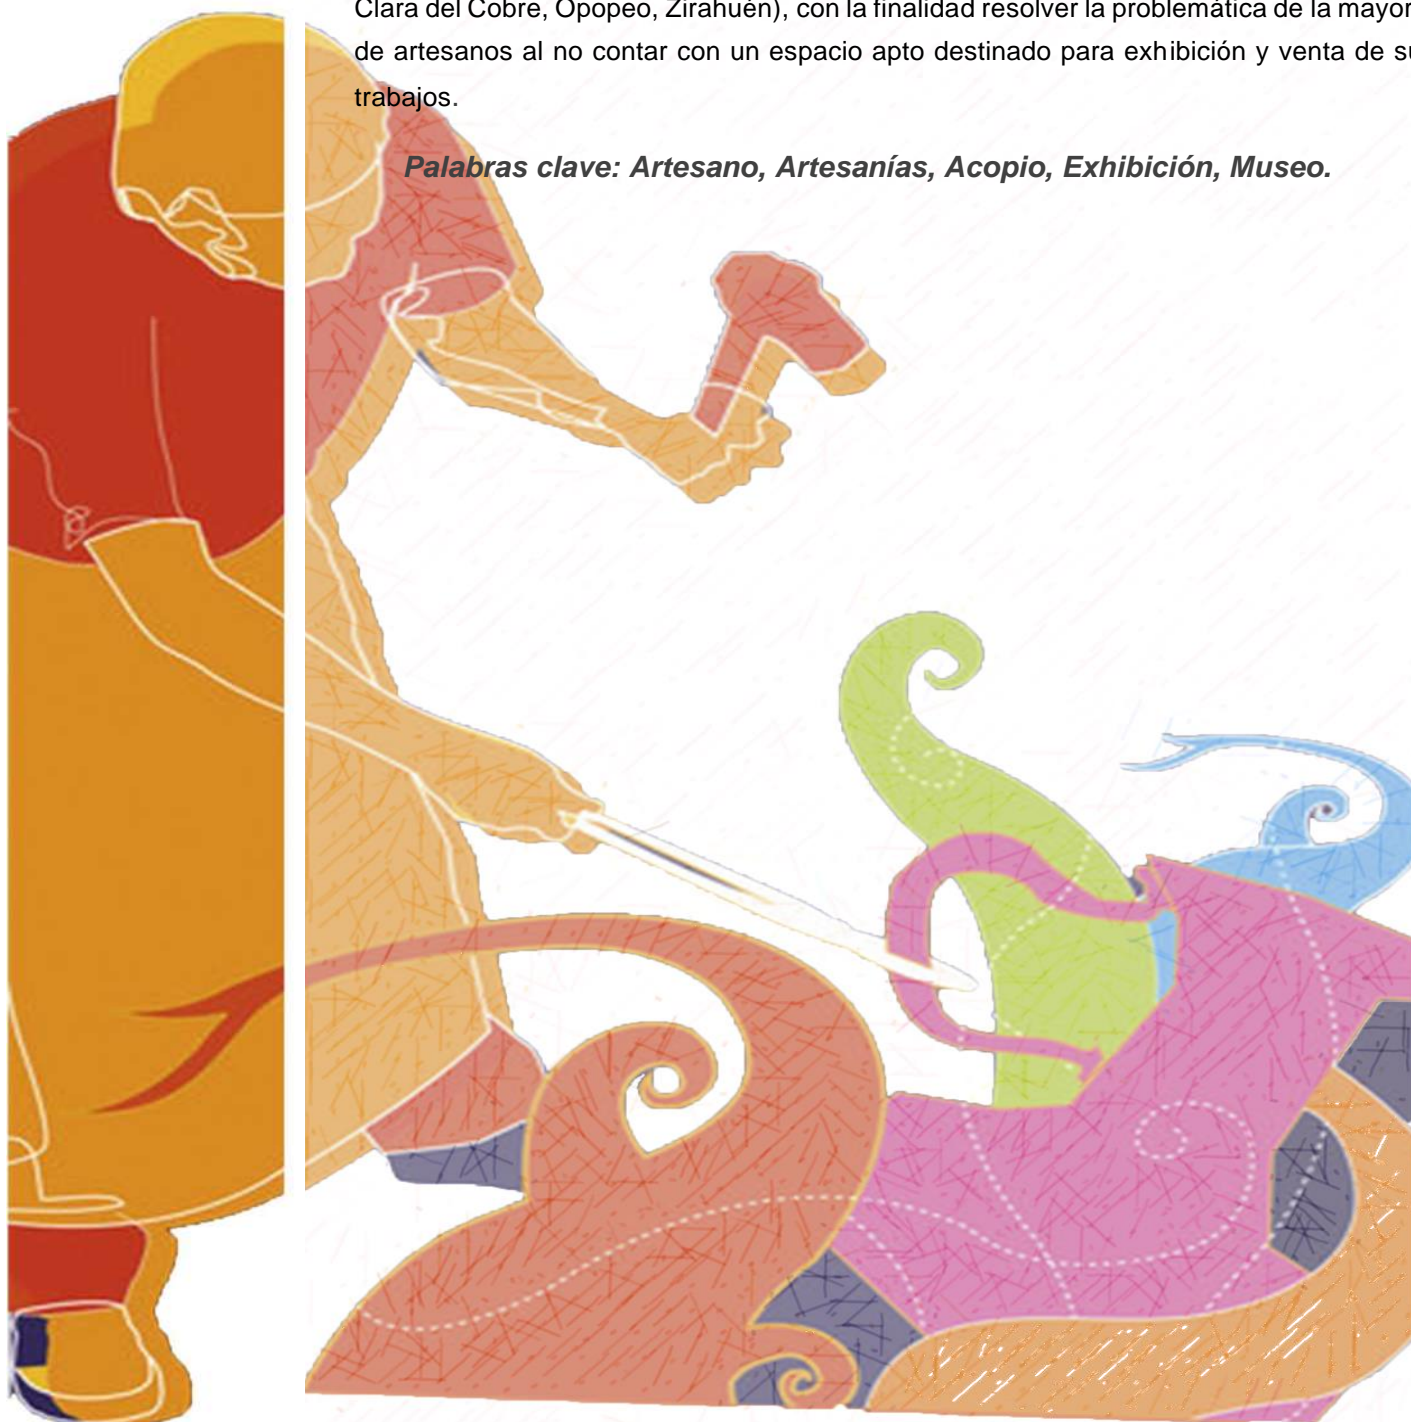 Clara del Cobre, Opopeo, Zirahuén), con la finalidad resolver la problemática de la mayor
de artesanos al no contar con un espacio apto destinado para exhibición y venta de su
trabajos.
Palabras clave: Artesano, Artesanías, Acopio, Exhibición, Museo.